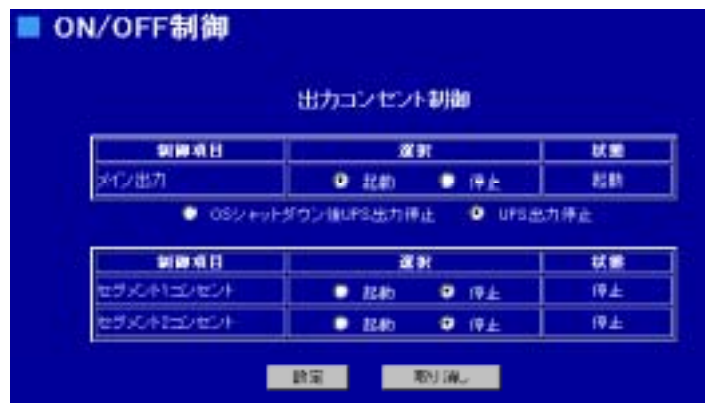 ON/OFF制御
出力コンセント制御
制御項目 選択 状態
メイン出力 起動 停止 起動
OSシャットダウン後UPS出力停止 UPS出力停止
制御項目 選択 状態
セグメント1コンセント 起動 停止 停止
セグメント2コンセント 起動 停止 停止
設定 取り消し